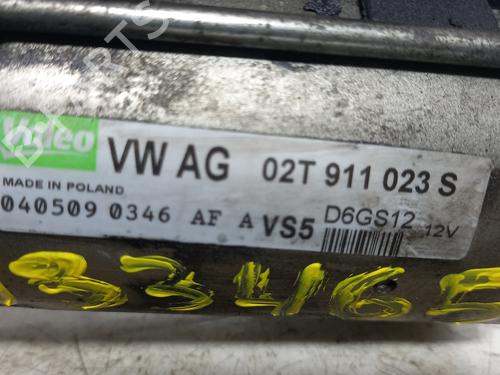 Valeo VW AG 02T 911 023 S
MADE IN POLAND
040509 0346 AF A VS5 D6GS12 12V